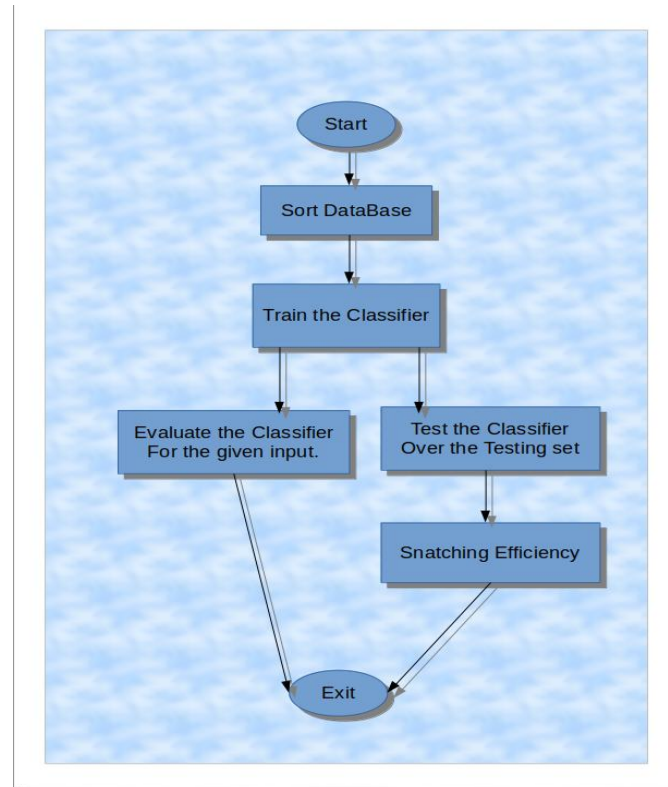 Start
Sort DataBase
Train the Classifier
Evaluate the Classifier
For the given input.
Test the Classifier
Over the Testing set
Snatching Efficiency
Exit